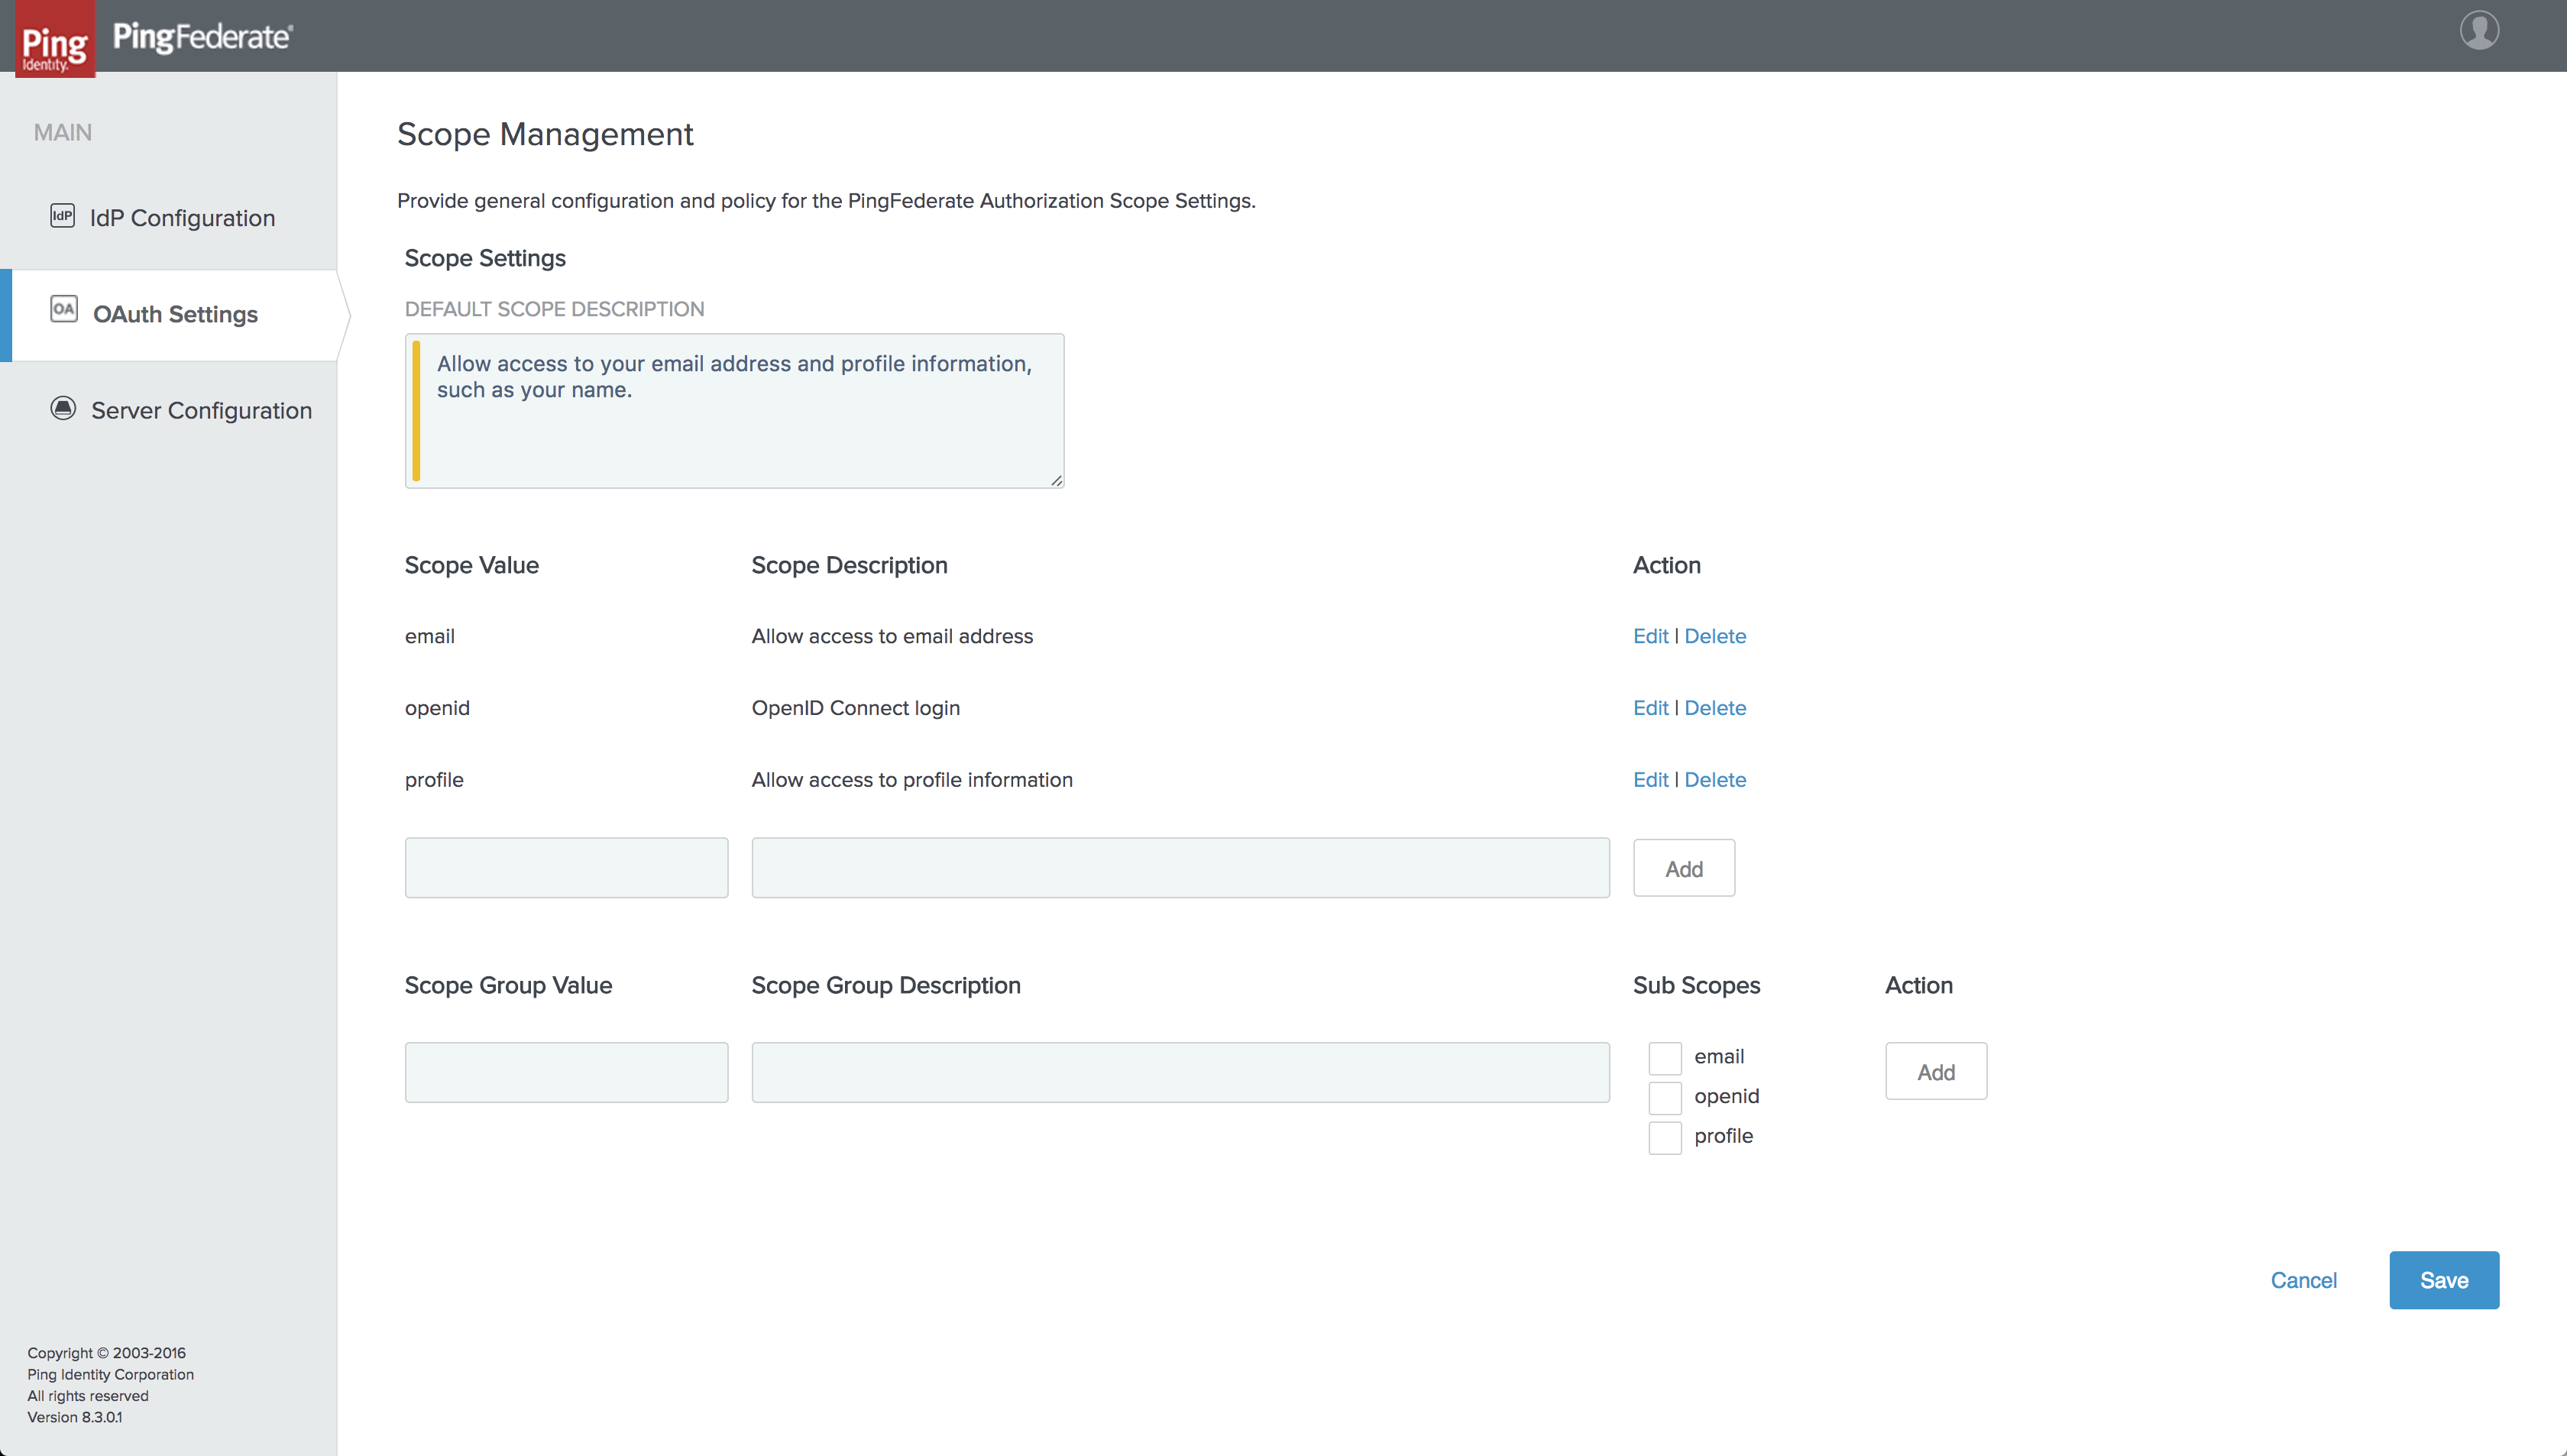 Ping
Identity.
PingFederate®
MAIN
IdP IdP Configuration
OA OAuth Settings
Server Configuration
Scope Management
Provide general configuration and policy for the PingFederate Authorization Scope Settings.
Scope Settings
DEFAULT SCOPE DESCRIPTION
Allow access to your email address and profile information,
such as your name.
Scope Value Scope Description Action
email Allow access to email address Edit | Delete
openid OpenID Connect login Edit | Delete
profile Allow access to profile information Edit | Delete
Add
Scope Group Value Scope Group Description Sub Scopes Action
email
Add
openid
profile
Cancel Save
Copyright © 2003-2016
Ping Identity Corporation
All rights reserved
Version 8.3.0.1